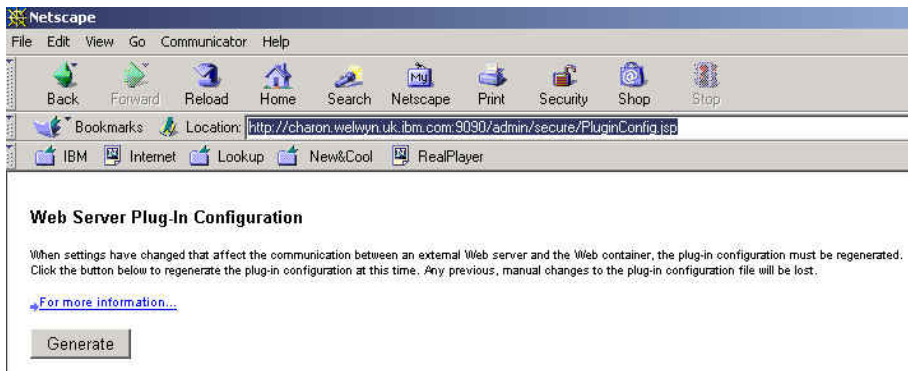 Netscape
File Edit View Go Communicator Help
Back Forward Reload Home Search Netscape Print Security Shop Stop
My
Bookmarks Location: http://charon.welwyn.uk.ibm.com:9090/admin/secure/PluginConfig.jsp
IBM Internet Lookup New&Cool RealPlayer
Web Server Plug-In Configuration
When settings have changed that affect the communication between an external Web server and the Web container, the plug-in configuration must be regenerated.
Click the button below to regenerate the plug-in configuration at this time. Any previous, manual changes to the plug-in configuration file will be lost.
For more information...
Generate